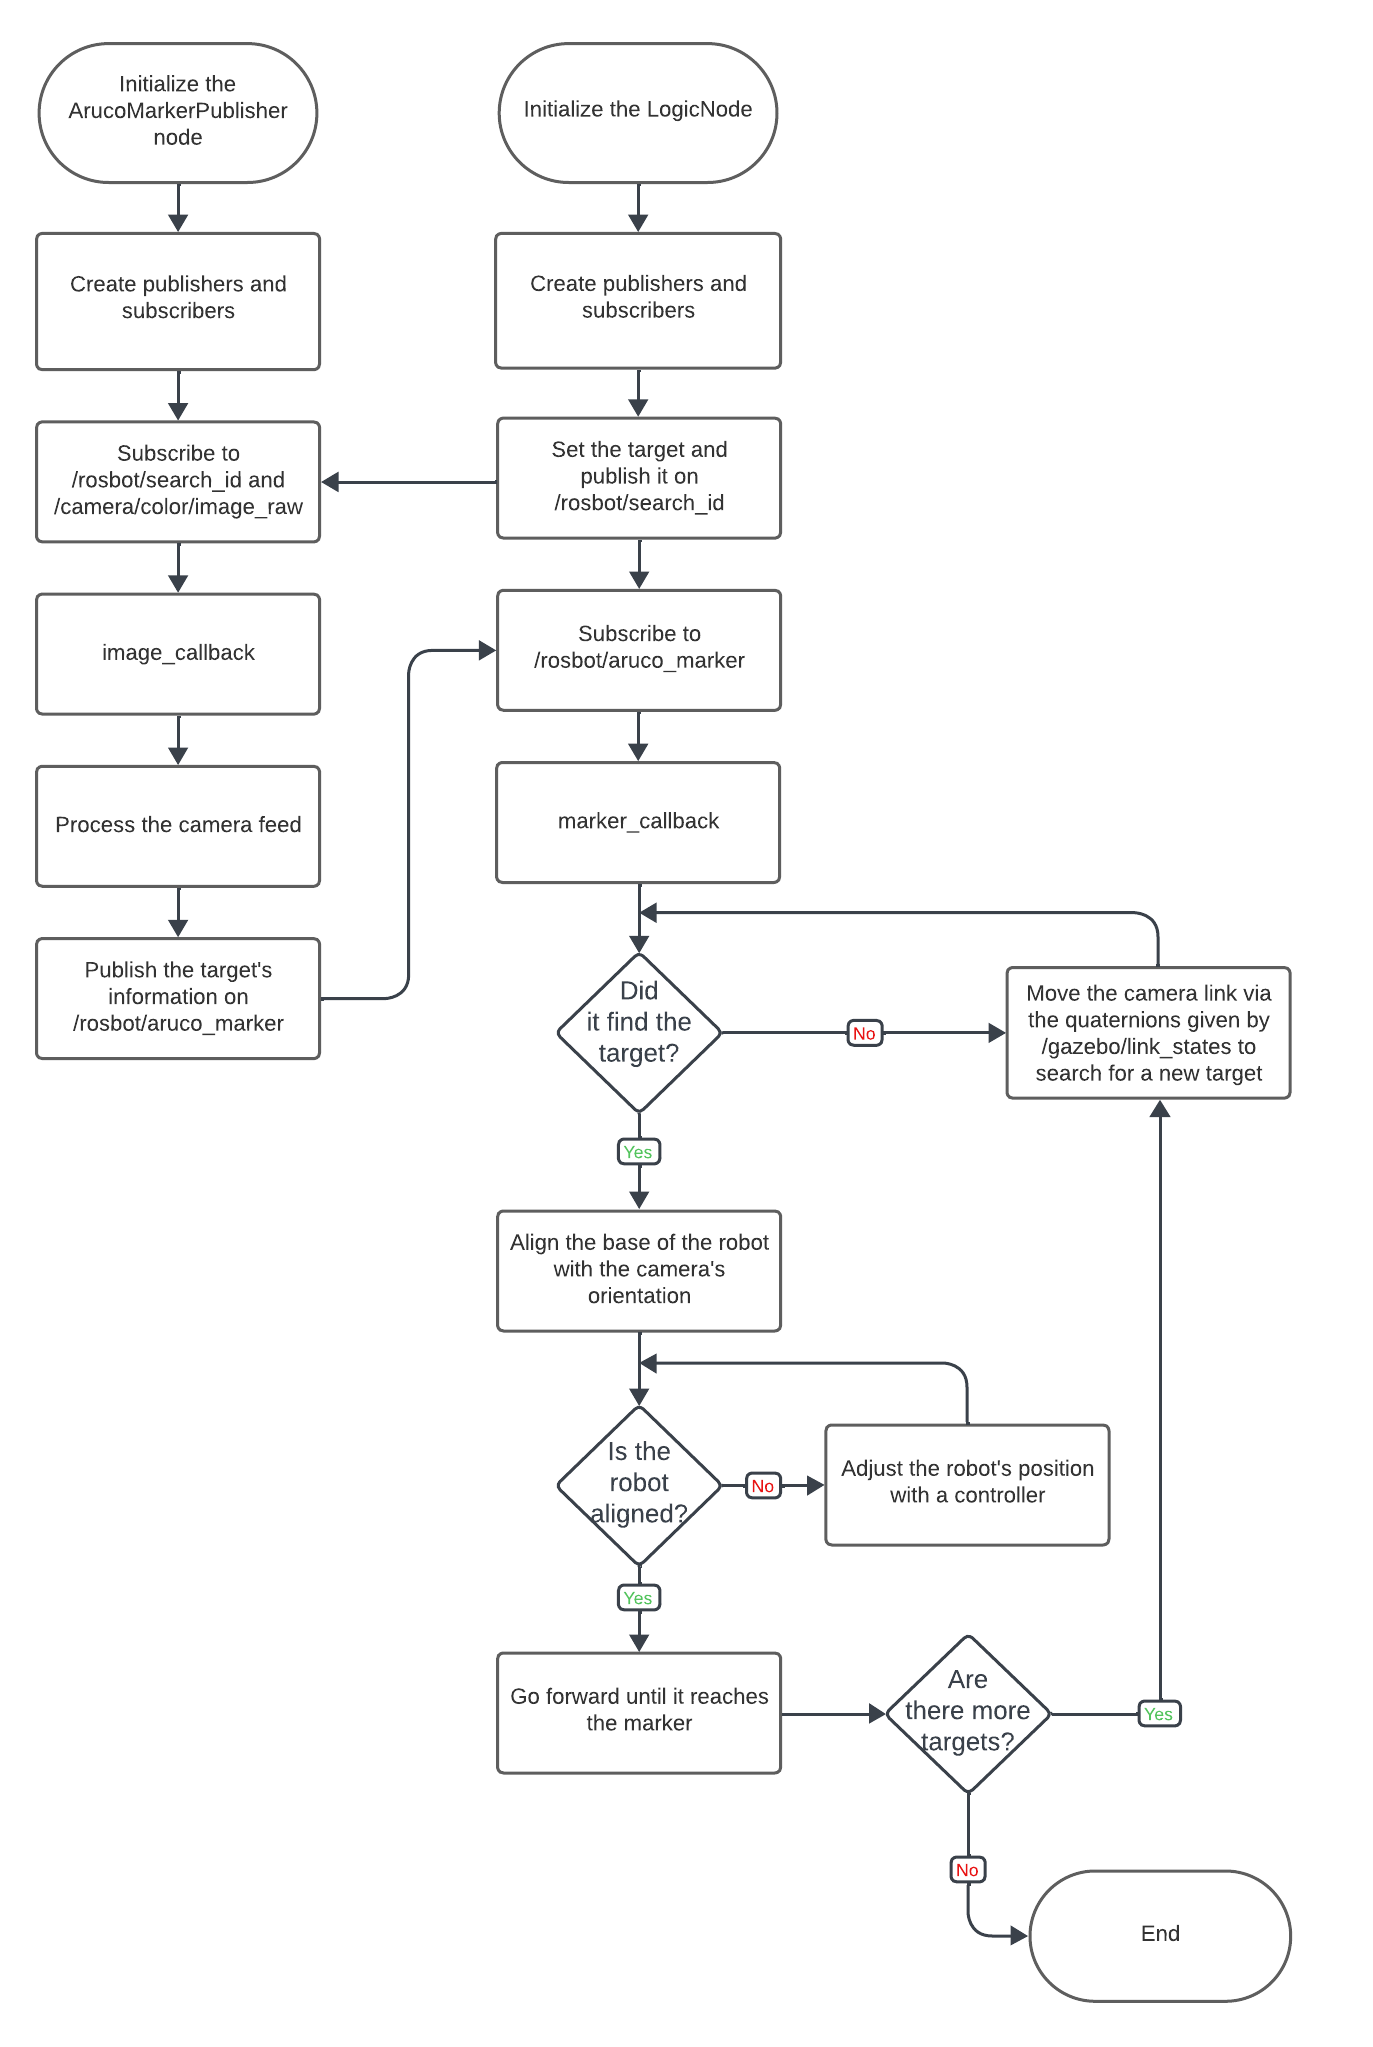 Initialize the
ArucoMarkerPublisher
node
Create publishers and
subscribers
Subscribe to
/rosbot/search_id and
/camera/color/image_raw
image_callback
Process the camera feed
Publish the target's
information on
/rosbot/aruco_marker
Initialize the LogicNode
Create publishers and
subscribers
Set the target and
publish it on
/rosbot/search_id
Subscribe to
/rosbot/aruco_marker
marker_callback
Did
it find the
target?
No
Move the camera link via
the quaternions given by
/gazebo/link_states to
search for a new target
Yes
Align the base of the robot
with the camera's
orientation
Is the
robot
aligned?
No
Adjust the robot's position
with a controller
Yes
Go forward until it reaches
the marker
Are
there more
targets?
Yes
No
End